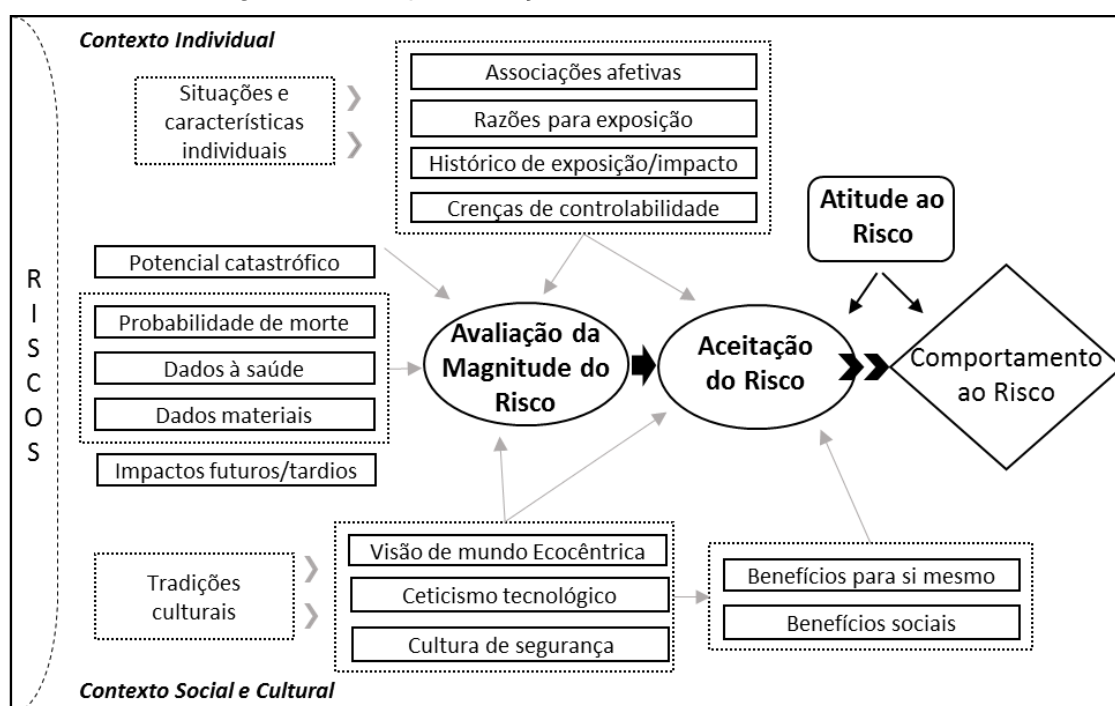 Contexto Individual
Situações e
características
individuais
Associações afetivas
Razões para exposição
Histórico de exposição/impacto
Crenças de controlabilidade
Atitude ao
Risco
RISCOS
Potencial catastrófico
Probabilidade de morte
Dados à saúde
Dados materiais
Impactos futuros/tardios
Avaliação da
Magnitude do
Risco
Aceitação
do Risco
Comportamento
ao Risco
Tradições
culturais
Visão de mundo Ecocêntrica
Ceticismo tecnológico
Cultura de segurança
Benefícios para si mesmo
Benefícios sociais
Contexto Social e Cultural